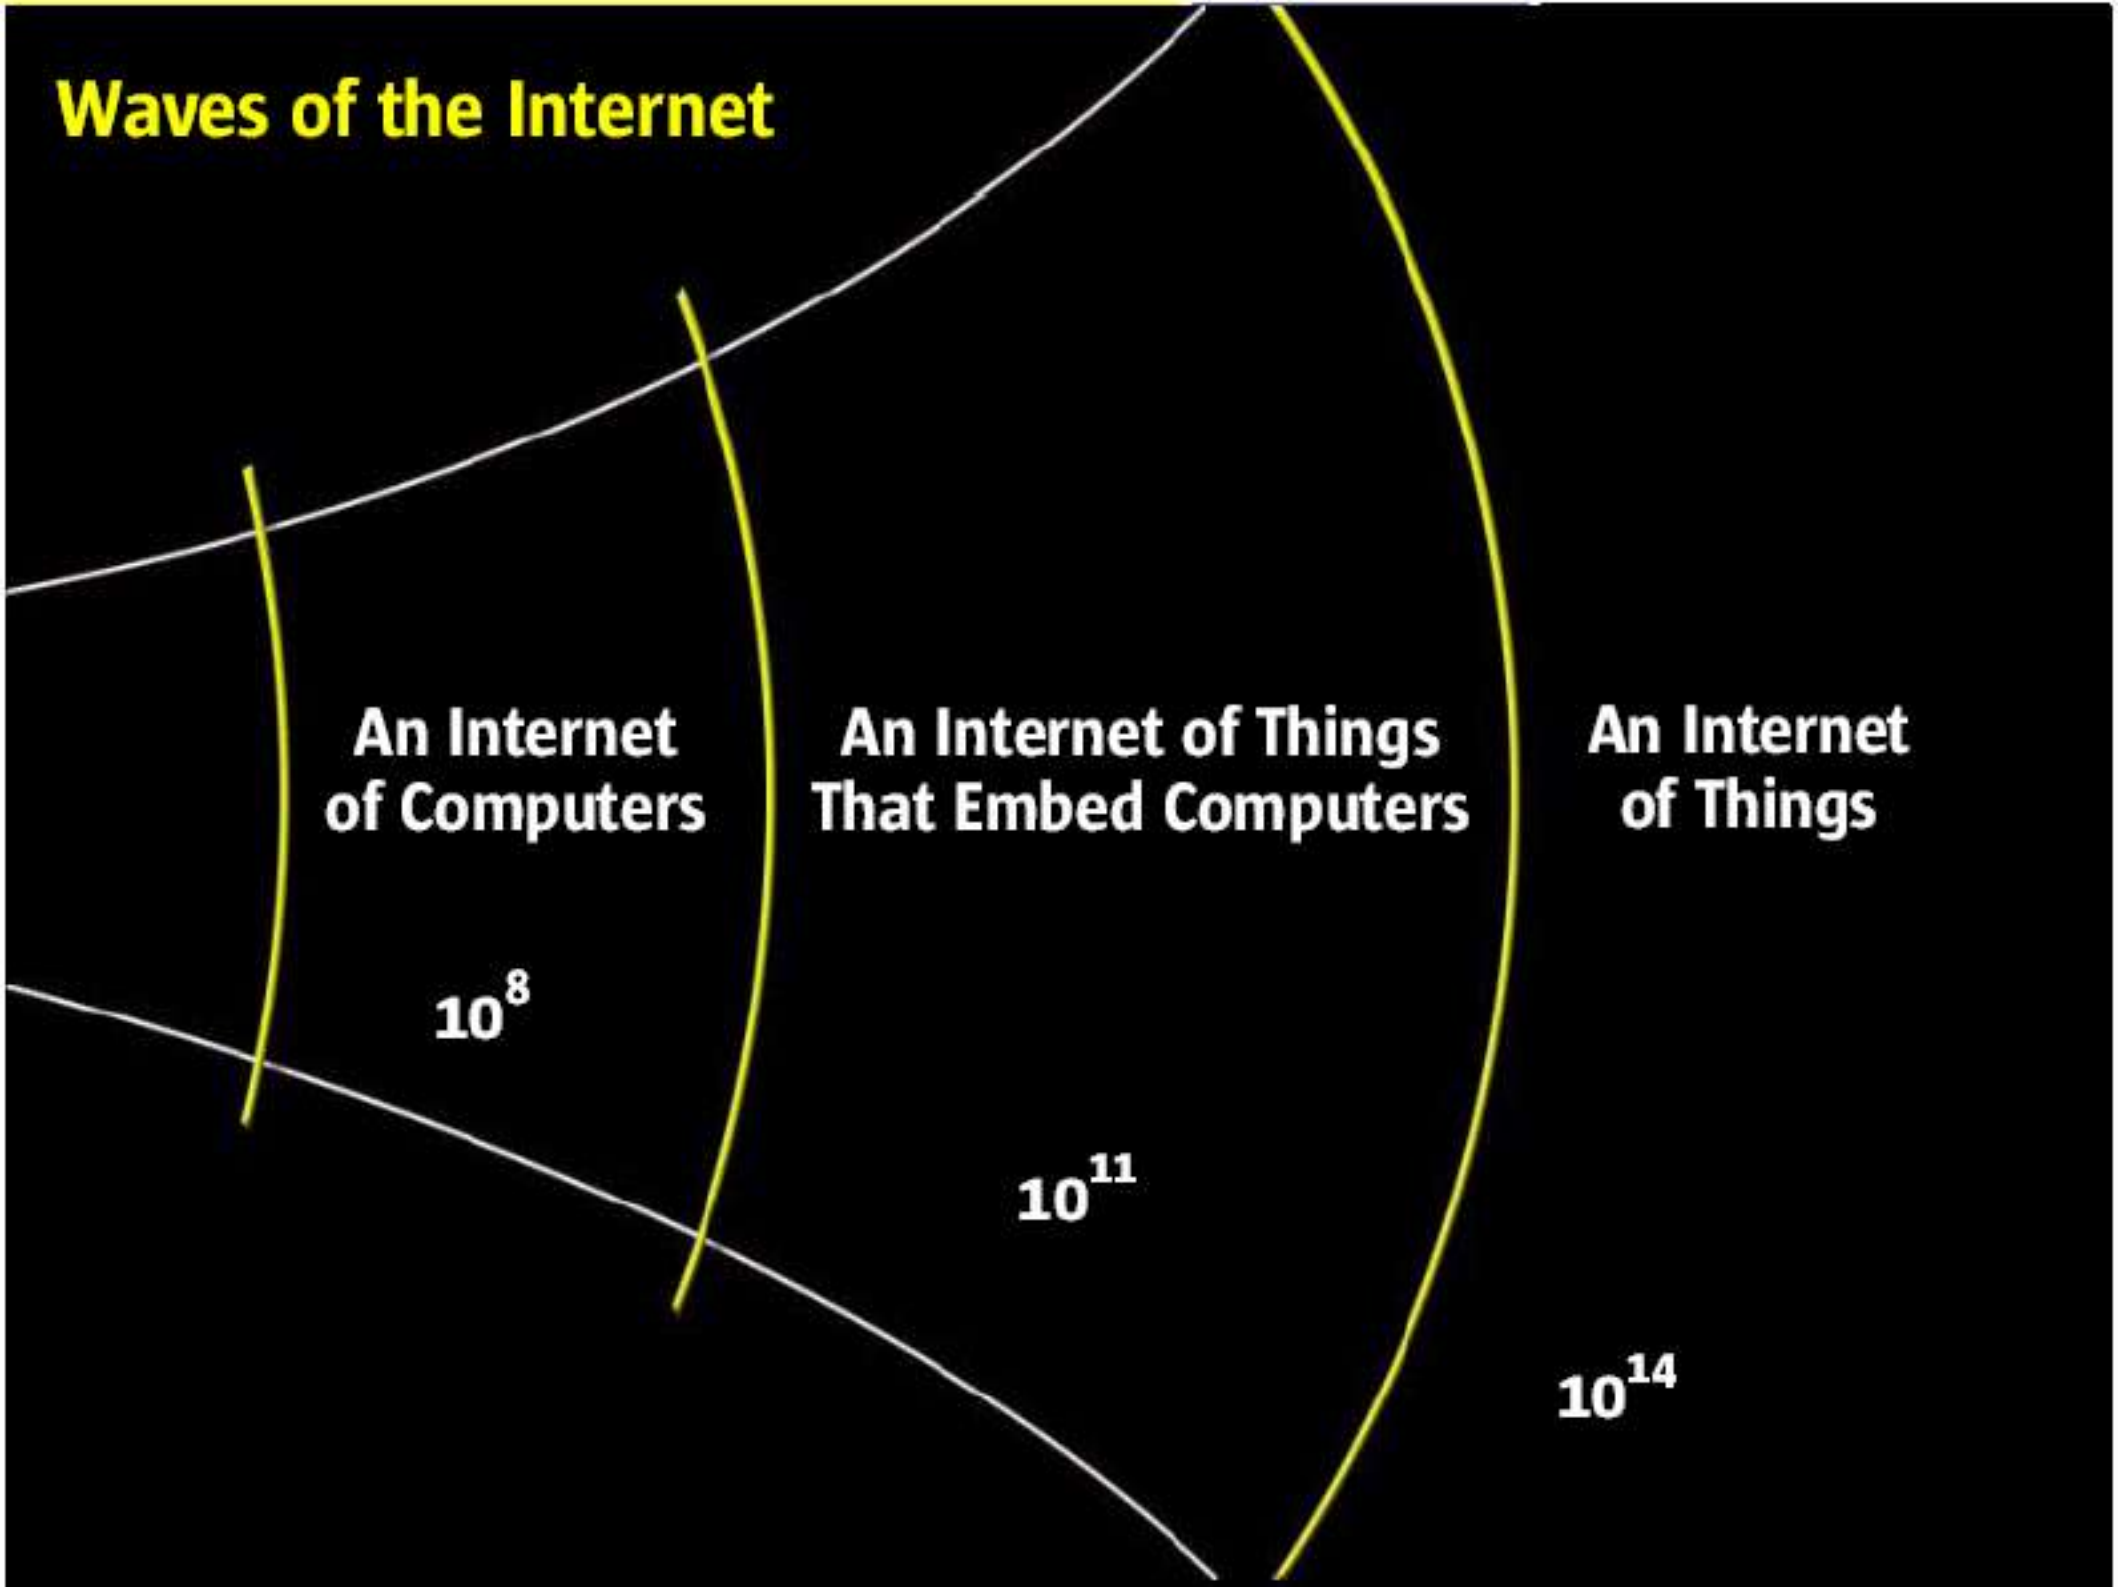 Waves of the Internet
An Internet
of Computers
An Internet of Things
That Embed Computers
An Internet
of Things
10⁸
10¹¹
10¹⁴